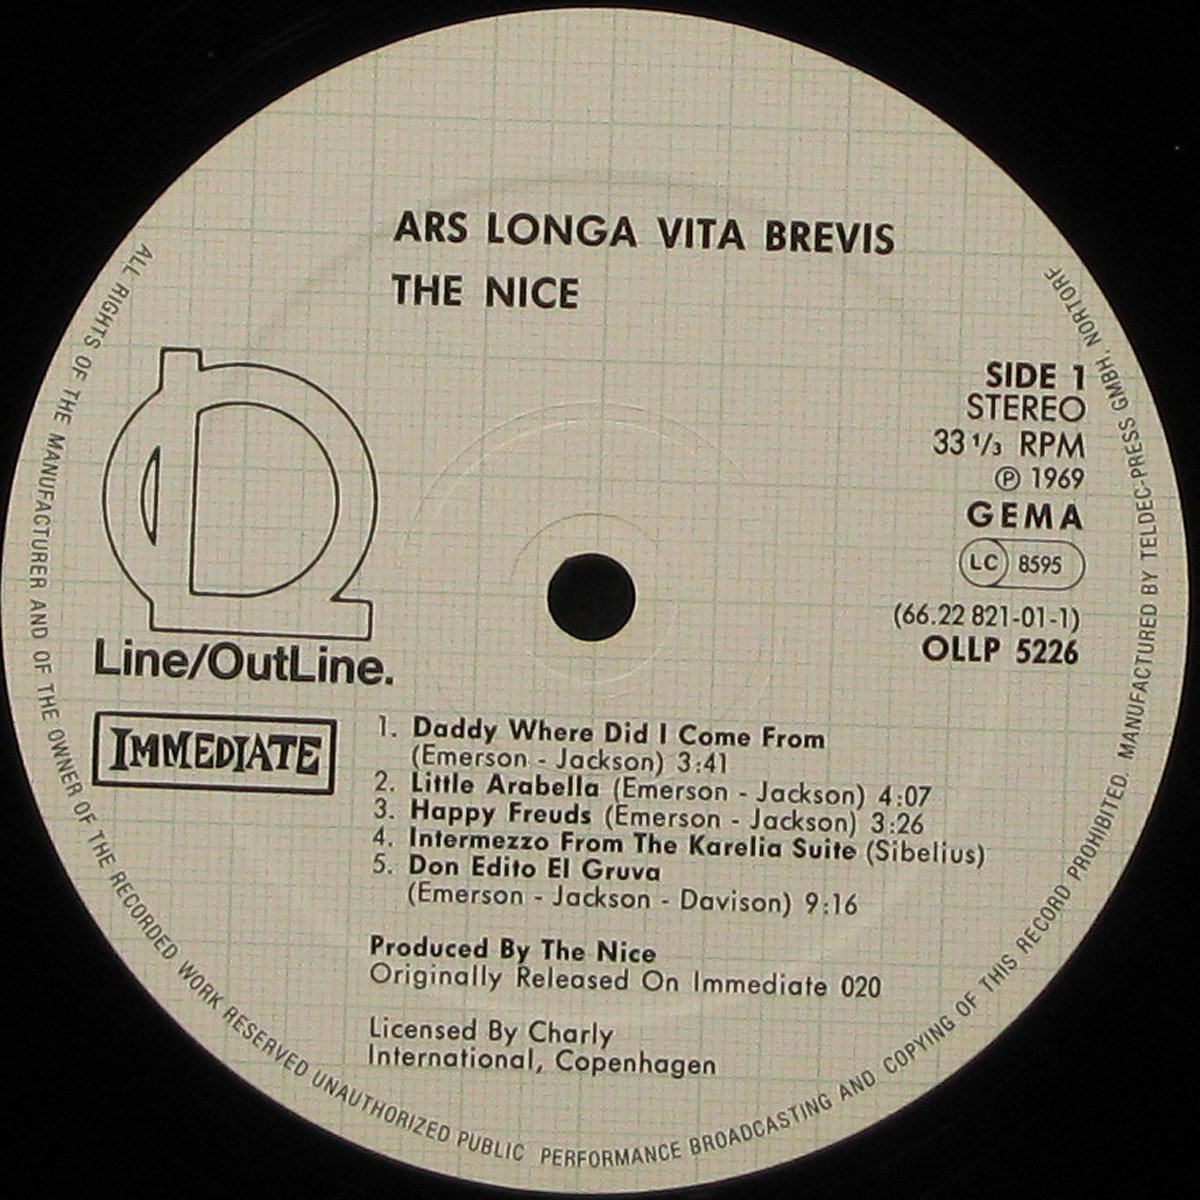 ARS LONGA VITA BREVIS
THE NICE
SIDE 1
STEREO
33 1/3 RPM
Ⓟ 1969
GEMA
LC 8595
(66.22 821-01-1)
OLLP 5226
Line/OutLine.
IMMEDIATE
1. Daddy Where Did I Come From
(Emerson - Jackson) 3:41
2. Little Arabella (Emerson - Jackson) 4:07
3. Happy Freuds (Emerson - Jackson) 3:26
4. Intermezzo From The Karelia Suite (Sibelius)
5. Don Edito El Gruva
(Emerson - Jackson - Davison) 9:16
Produced By The Nice
Originally Released On Immediate 020
Licensed By Charly
International, Copenhagen
ALL RIGHTS OF THE MANUFACTURER AND OF THE OWNER OF THE RECORDED WORK RESERVED UNAUTHORIZED PUBLIC PERFORMANCE BROADCASTING AND COPYING OF THIS RECORD PROHIBITED. MANUFACTURED BY TELDEC-PRESS GMBH. NORTORF